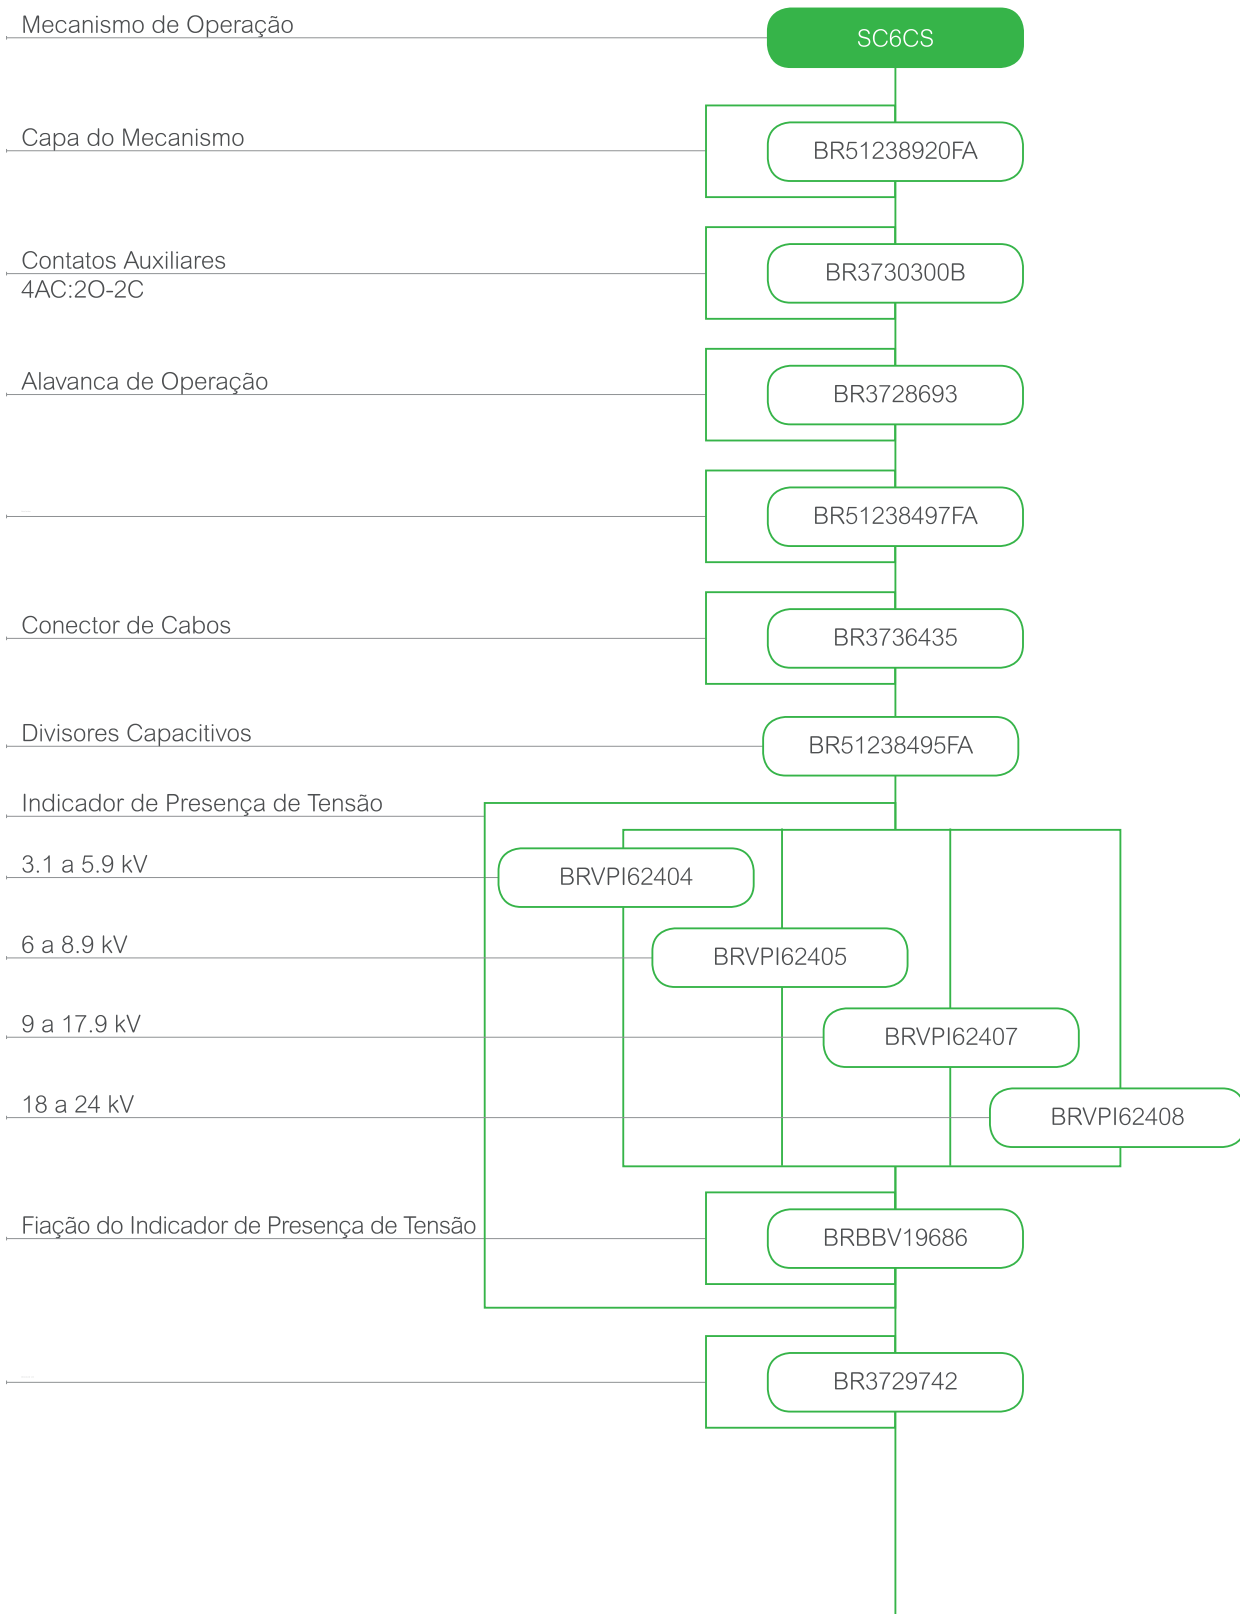 Mecanismo de Operação
SC6CS
Capa do Mecanismo
BR51238920FA
Contatos Auxiliares
4AC:2O-2C
BR3730300B
Alavanca de Operação
BR3728693
BR51238497FA
Conector de Cabos
BR3736435
Divisores Capacitivos
BR51238495FA
Indicador de Presença de Tensão
3.1 a 5.9 kV
BRVPI62404
6 a 8.9 kV
BRVPI62405
9 a 17.9 kV
BRVPI62407
18 a 24 kV
BRVPI62408
Fiação do Indicador de Presença de Tensão
BRBBV19686
BR3729742